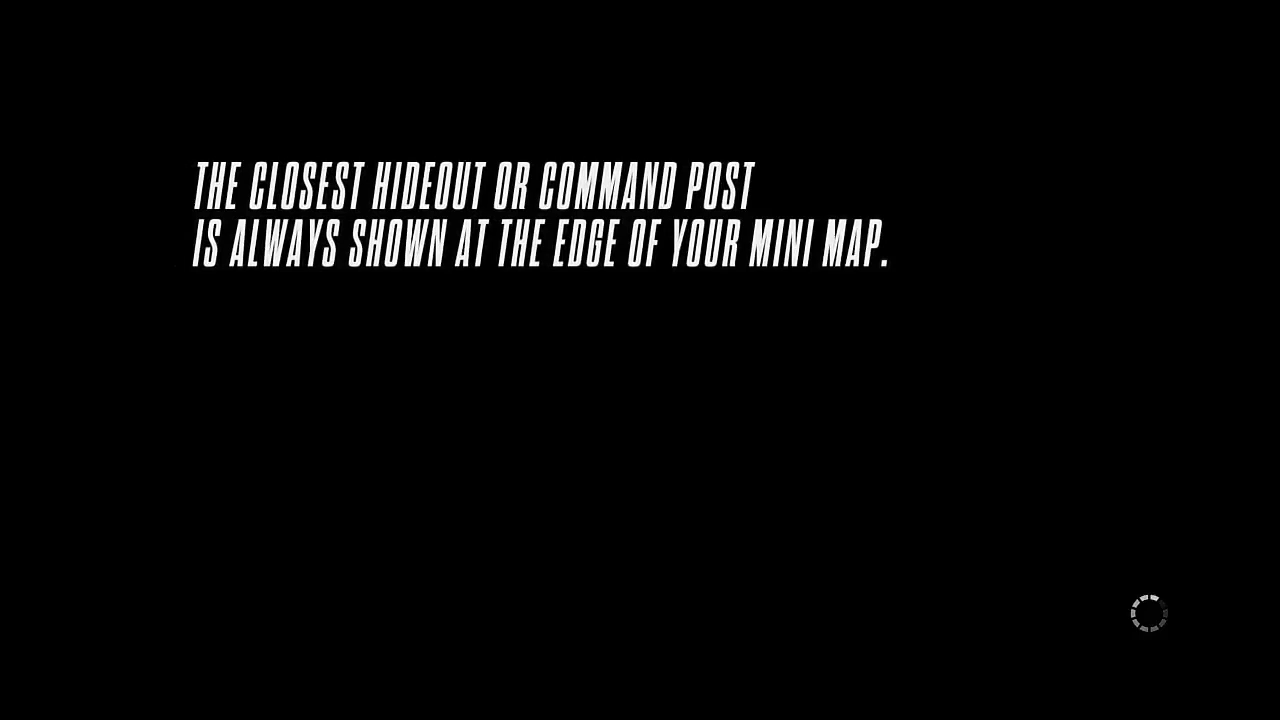 THE CLOSEST HIDEOUT OR COMMAND POST
IS ALWAYS SHOWN AT THE EDGE OF YOUR MINI MAP.